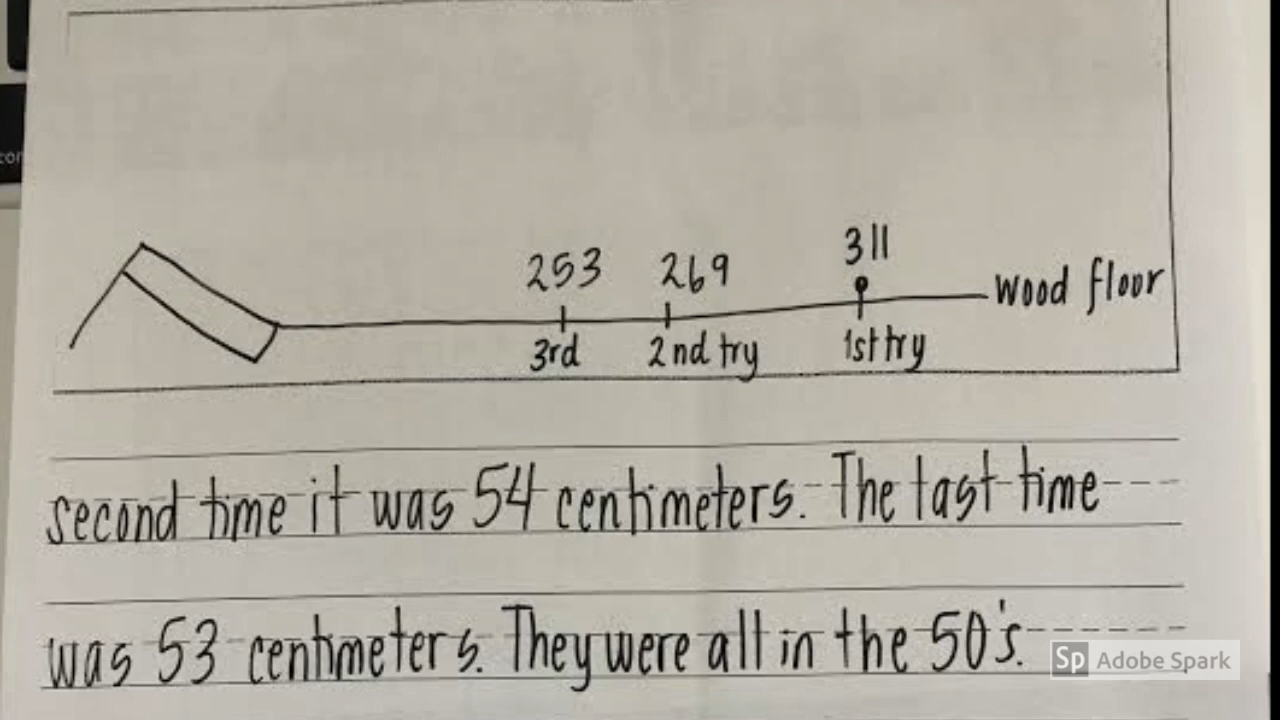 253 269 311
wood floor
3rd 2nd try 1st try
second time it was 54 centimeters. The last time
was 53 centimeters. They were all in the 50's.
Sp Adobe Spark